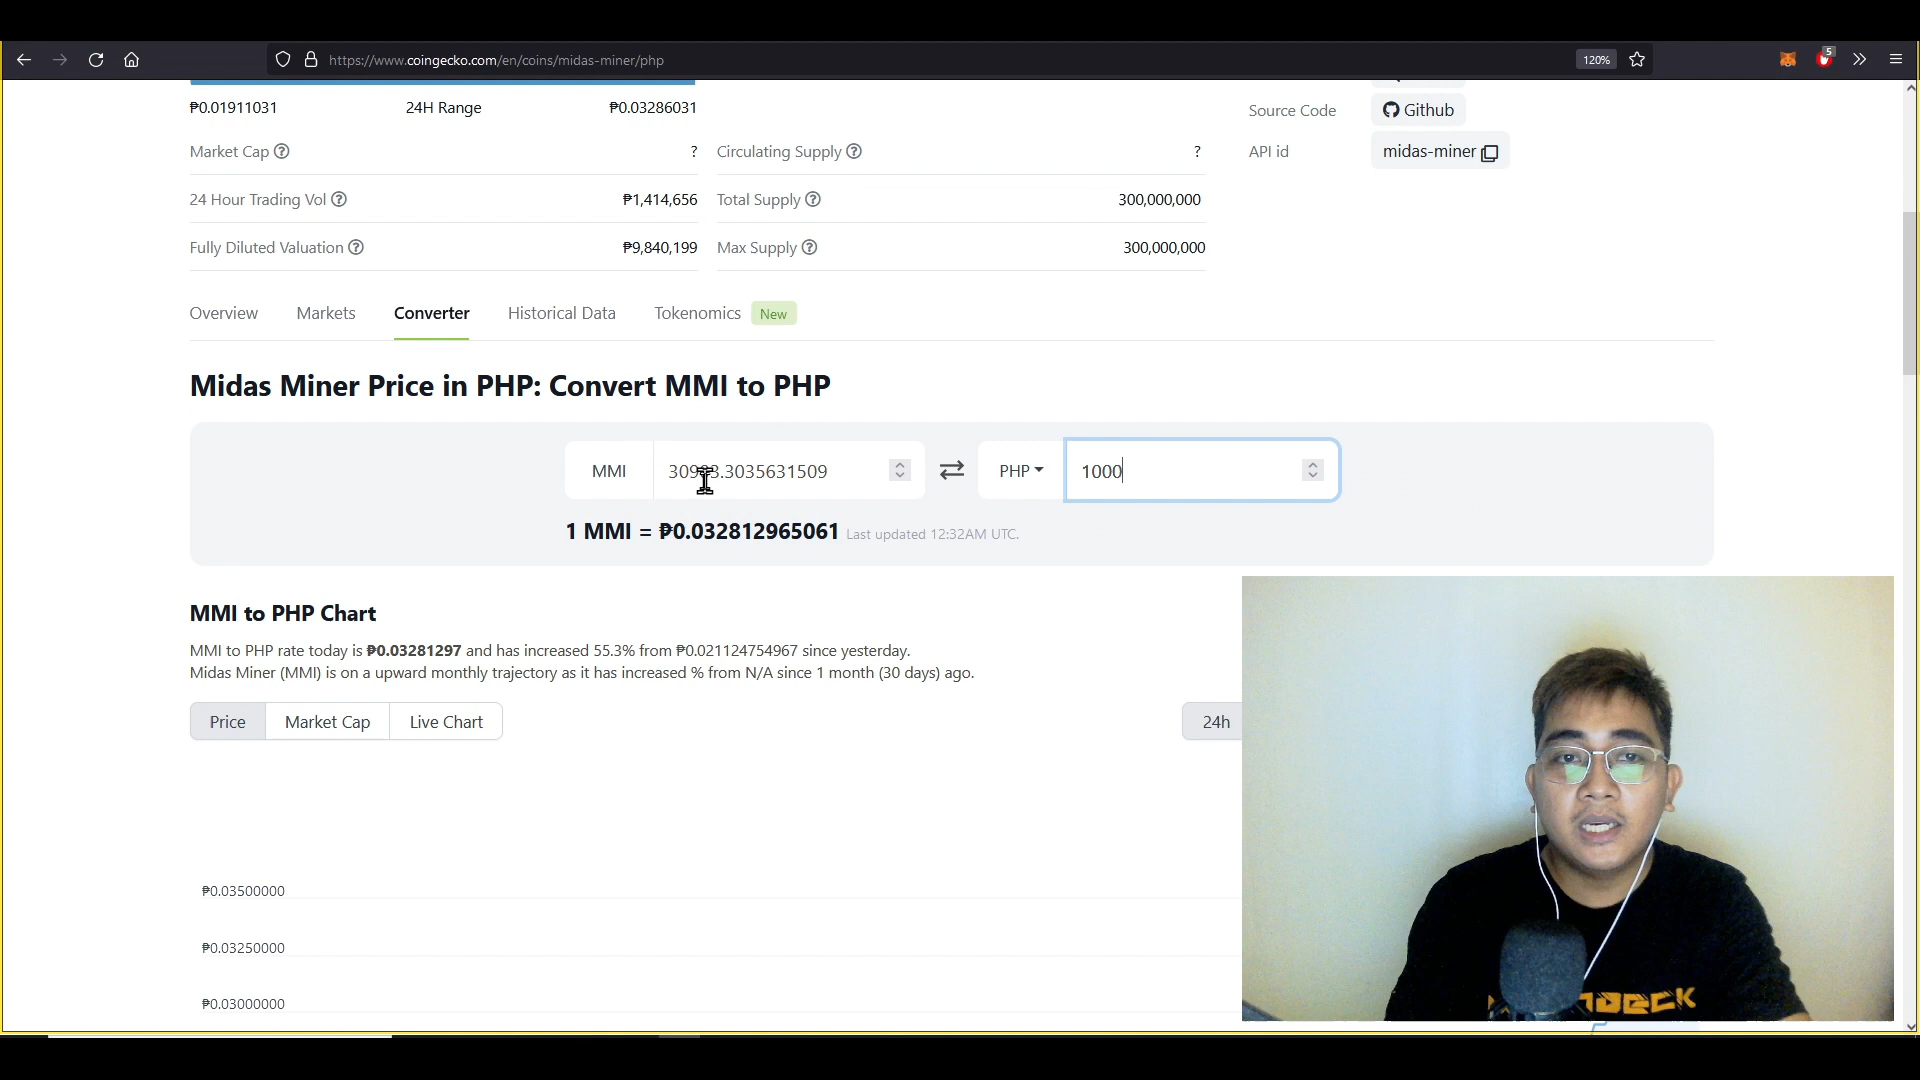 https://www.coingecko.com/en/coins/midas-miner/php
120%
5
₱0.01911031 24H Range ₱0.03286031
Source Code Github
Market Cap ? ?
Circulating Supply ? ?
API id midas-miner
24 Hour Trading Vol ? ₱1,414,656
Total Supply ? 300,000,000
Fully Diluted Valuation ? ₱9,840,199
Max Supply ? 300,000,000
Overview Markets Converter Historical Data Tokenomics New
Midas Miner Price in PHP: Convert MMI to PHP
MMI PHP 1000
1 MMI = ₱0.032812965061 Last updated 12:32AM UTC.
MMI to PHP Chart
MMI to PHP rate today is ₱0.03281297 and has increased 55.3% from ₱0.021124754967 since yesterday.
Midas Miner (MMI) is on a upward monthly trajectory as it has increased % from N/A since 1 month (30 days) ago.
Price Market Cap Live Chart 24h
₱0.03500000
₱0.03250000
₱0.03000000